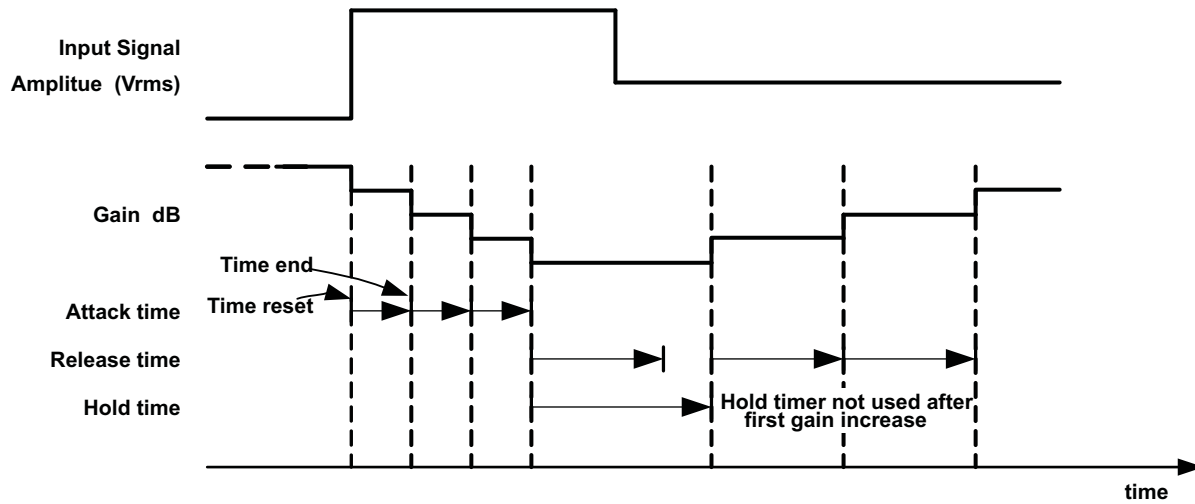 Input Signal
Amplitue (Vrms)
Gain dB
Time end
Time reset
Attack time
Release time
Hold time
Hold timer not used after
first gain increase
time